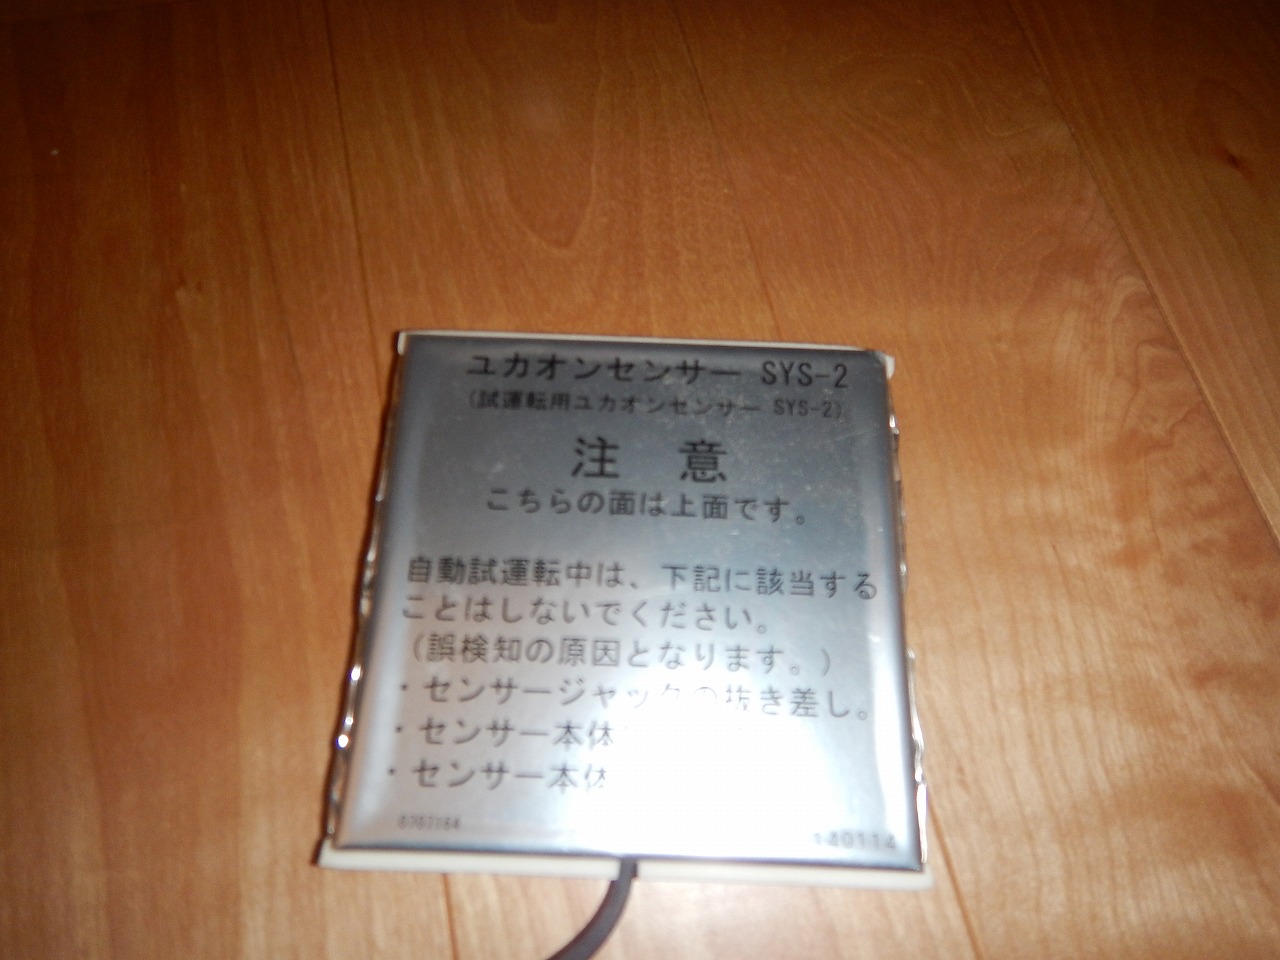 ユカオンセンサー SYS-2
(試運転用ユカオンセンサー SYS-2)
注 意
こちらの面は上面です。
自動試運転中は、下記に該当する
ことはしないでください。
(誤検知の原因となります。)
・センサージャックの抜き差し。
・センサー本体
・センサー本体
140114